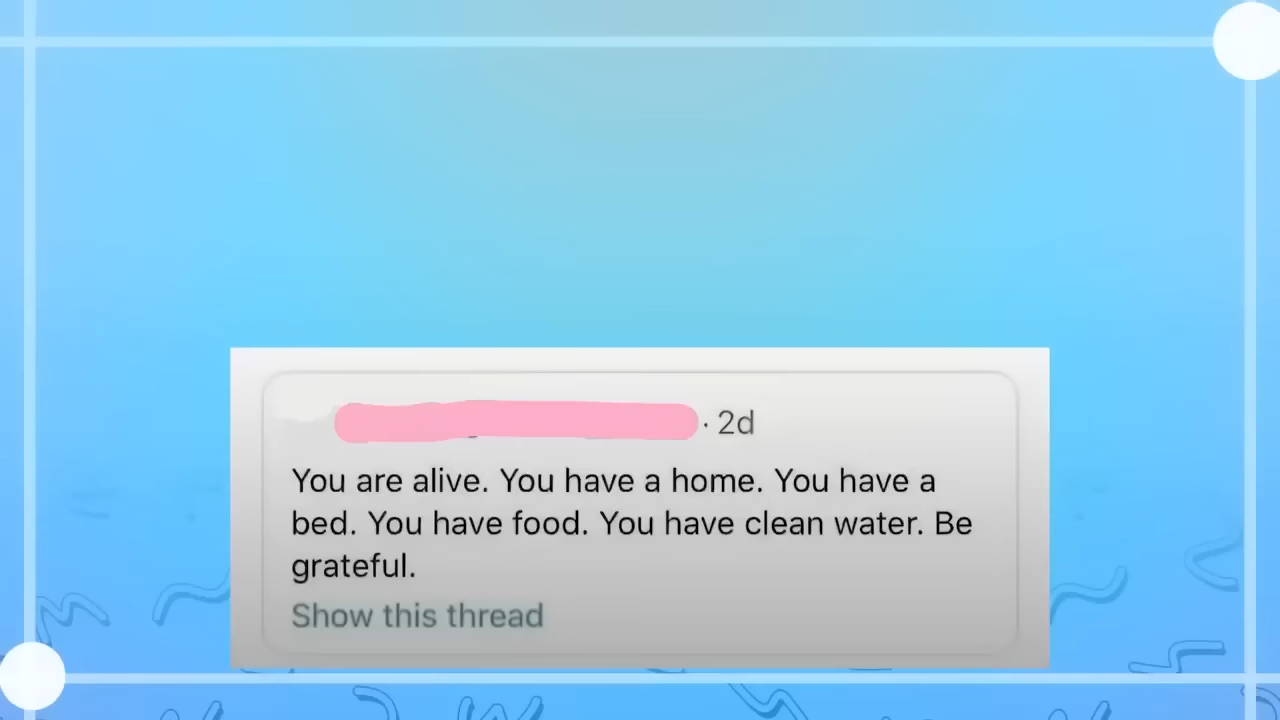 · 2d
You are alive. You have a home. You have a
bed. You have food. You have clean water. Be
grateful.
Show this thread